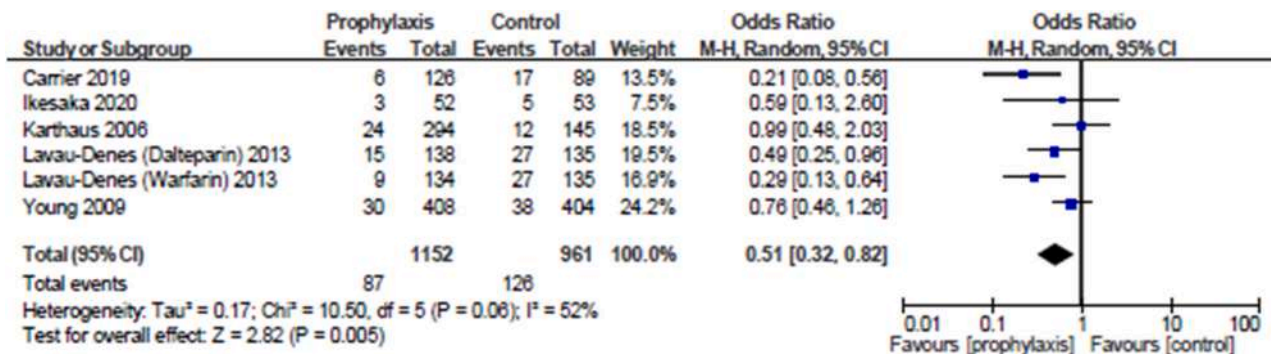 Prophylaxis Control Odds Ratio Odds Ratio
Study or Subgroup Events Total Events Total Weight M-H, Random, 95% CI M-H, Random, 95% CI
Carrier 2019 6 126 17 89 13.5% 0.21 [0.08, 0.56]
Ikesaka 2020 3 52 5 53 7.5% 0.59 [0.13, 2.60]
Karthaus 2006 24 294 12 145 18.5% 0.99 [0.48, 2.03]
Lavau-Denes (Dalteparin) 2013 15 138 27 135 19.5% 0.49 [0.25, 0.96]
Lavau-Denes (Warfarin) 2013 9 134 27 135 16.9% 0.29 [0.13, 0.64]
Young 2009 30 408 38 404 24.2% 0.76 [0.46, 1.26]
Total (95% CI) 1152 961 100.0% 0.51 [0.32, 0.82]
Total events 87 126
Heterogeneity: Tau² = 0.17; Chi² = 10.50, df = 5 (P = 0.06); I² = 52%
Test for overall effect: Z = 2.82 (P = 0.005)
0.01 0.1 1 10 100
Favours [prophylaxis] Favours [control]